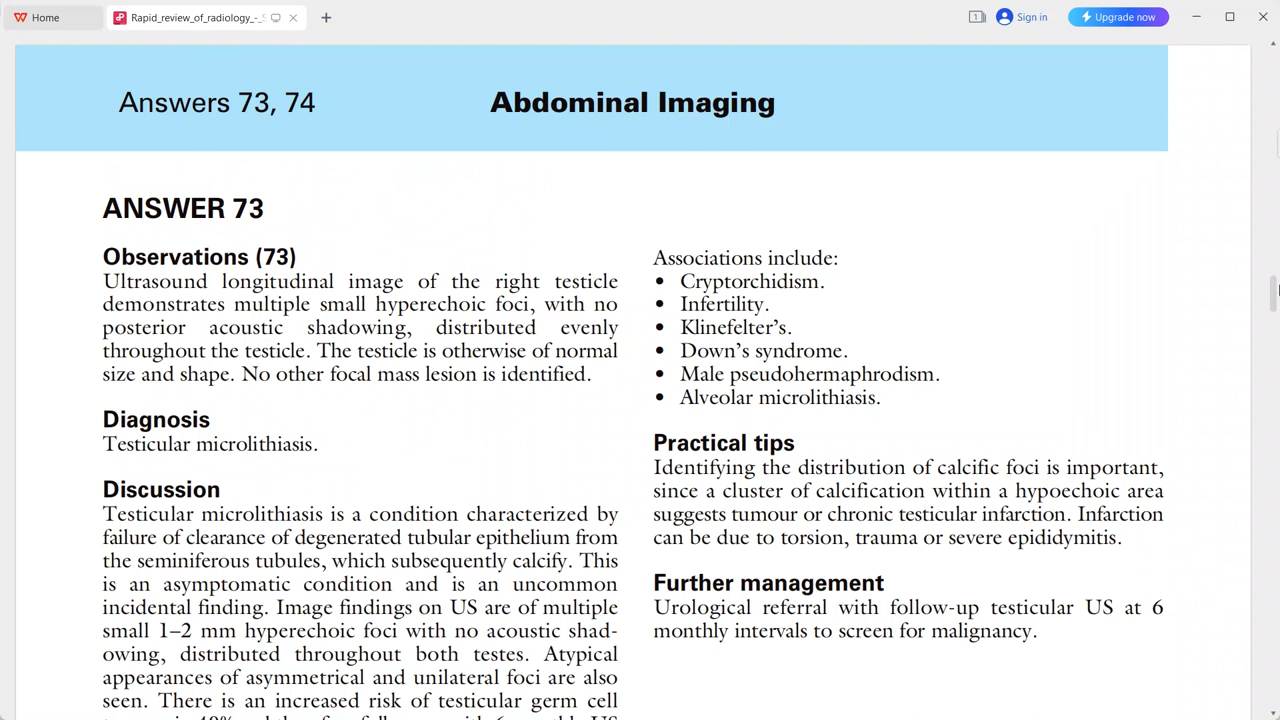 Home
Rapid_review_of_radiology_-_S
1
Sign in
Upgrade now
Answers 73, 74
Abdominal Imaging
ANSWER 73
Observations (73)
Ultrasound longitudinal image of the right testicle
demonstrates multiple small hyperechoic foci, with no
posterior acoustic shadowing, distributed evenly
throughout the testicle. The testicle is otherwise of normal
size and shape. No other focal mass lesion is identified.
Diagnosis
Testicular microlithiasis.
Discussion
Testicular microlithiasis is a condition characterized by
failure of clearance of degenerated tubular epithelium from
the seminiferous tubules, which subsequently calcify. This
is an asymptomatic condition and is an uncommon
incidental finding. Image findings on US are of multiple
small 1–2 mm hyperechoic foci with no acoustic shad-
owing, distributed throughout both testes. Atypical
appearances of asymmetrical and unilateral foci are also
seen. There is an increased risk of testicular germ cell
Associations include:
• Cryptorchidism.
• Infertility.
• Klinefelter's.
• Down's syndrome.
• Male pseudohermaphrodism.
• Alveolar microlithiasis.
Practical tips
Identifying the distribution of calcific foci is important,
since a cluster of calcification within a hypoechoic area
suggests tumour or chronic testicular infarction. Infarction
can be due to torsion, trauma or severe epididymitis.
Further management
Urological referral with follow-up testicular US at 6
monthly intervals to screen for malignancy.